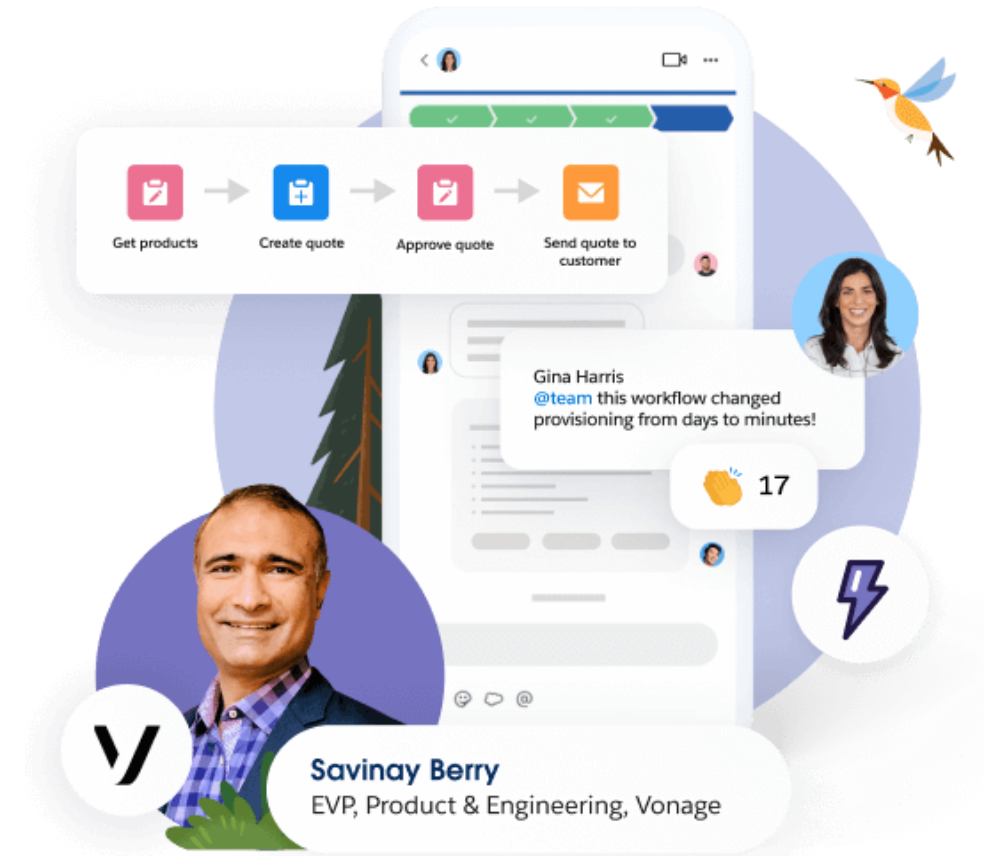 Get products
Create quote
Approve quote
Send quote to
customer
Gina Harris
@team this workflow changed
provisioning from days to minutes!
17
Savinay Berry
EVP, Product & Engineering, Vonage